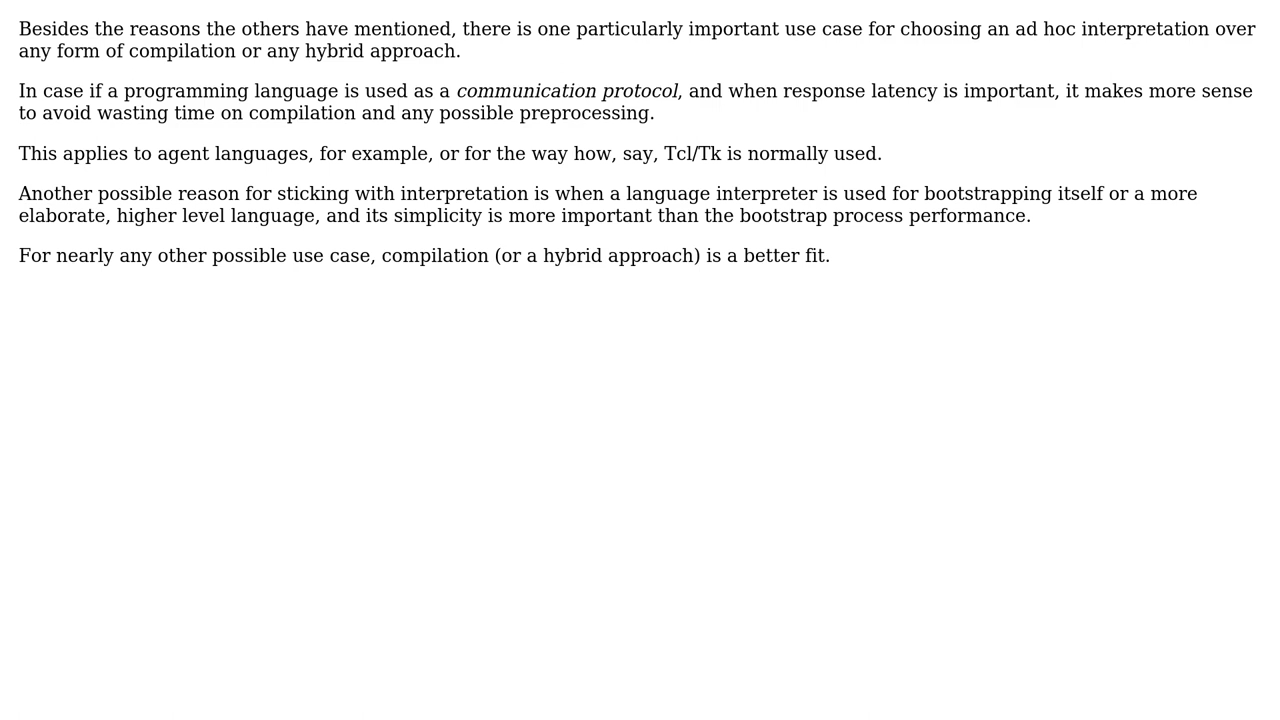 Besides the reasons the others have mentioned, there is one particularly important use case for choosing an ad hoc interpretation over
any form of compilation or any hybrid approach.
In case if a programming language is used as a communication protocol, and when response latency is important, it makes more sense
to avoid wasting time on compilation and any possible preprocessing.
This applies to agent languages, for example, or for the way how, say, Tcl/Tk is normally used.
Another possible reason for sticking with interpretation is when a language interpreter is used for bootstrapping itself or a more
elaborate, higher level language, and its simplicity is more important than the bootstrap process performance.
For nearly any other possible use case, compilation (or a hybrid approach) is a better fit.